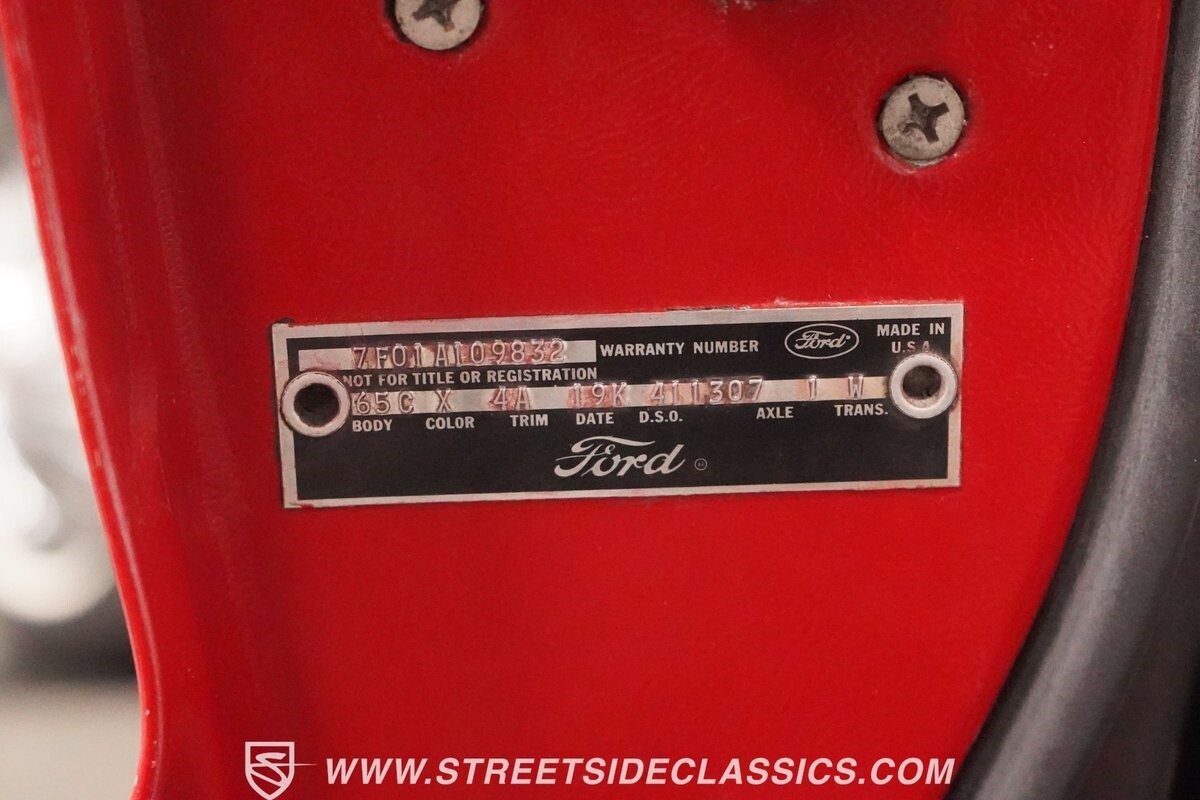 7F01A109832 WARRANTY NUMBER Ford MADE IN U.S.A.
NOT FOR TITLE OR REGISTRATION
65C X 4A 19K 411307 1 W
BODY COLOR TRIM DATE D.S.O. AXLE TRANS.
Ford
WWW.STREETSIDECLASSICS.COM